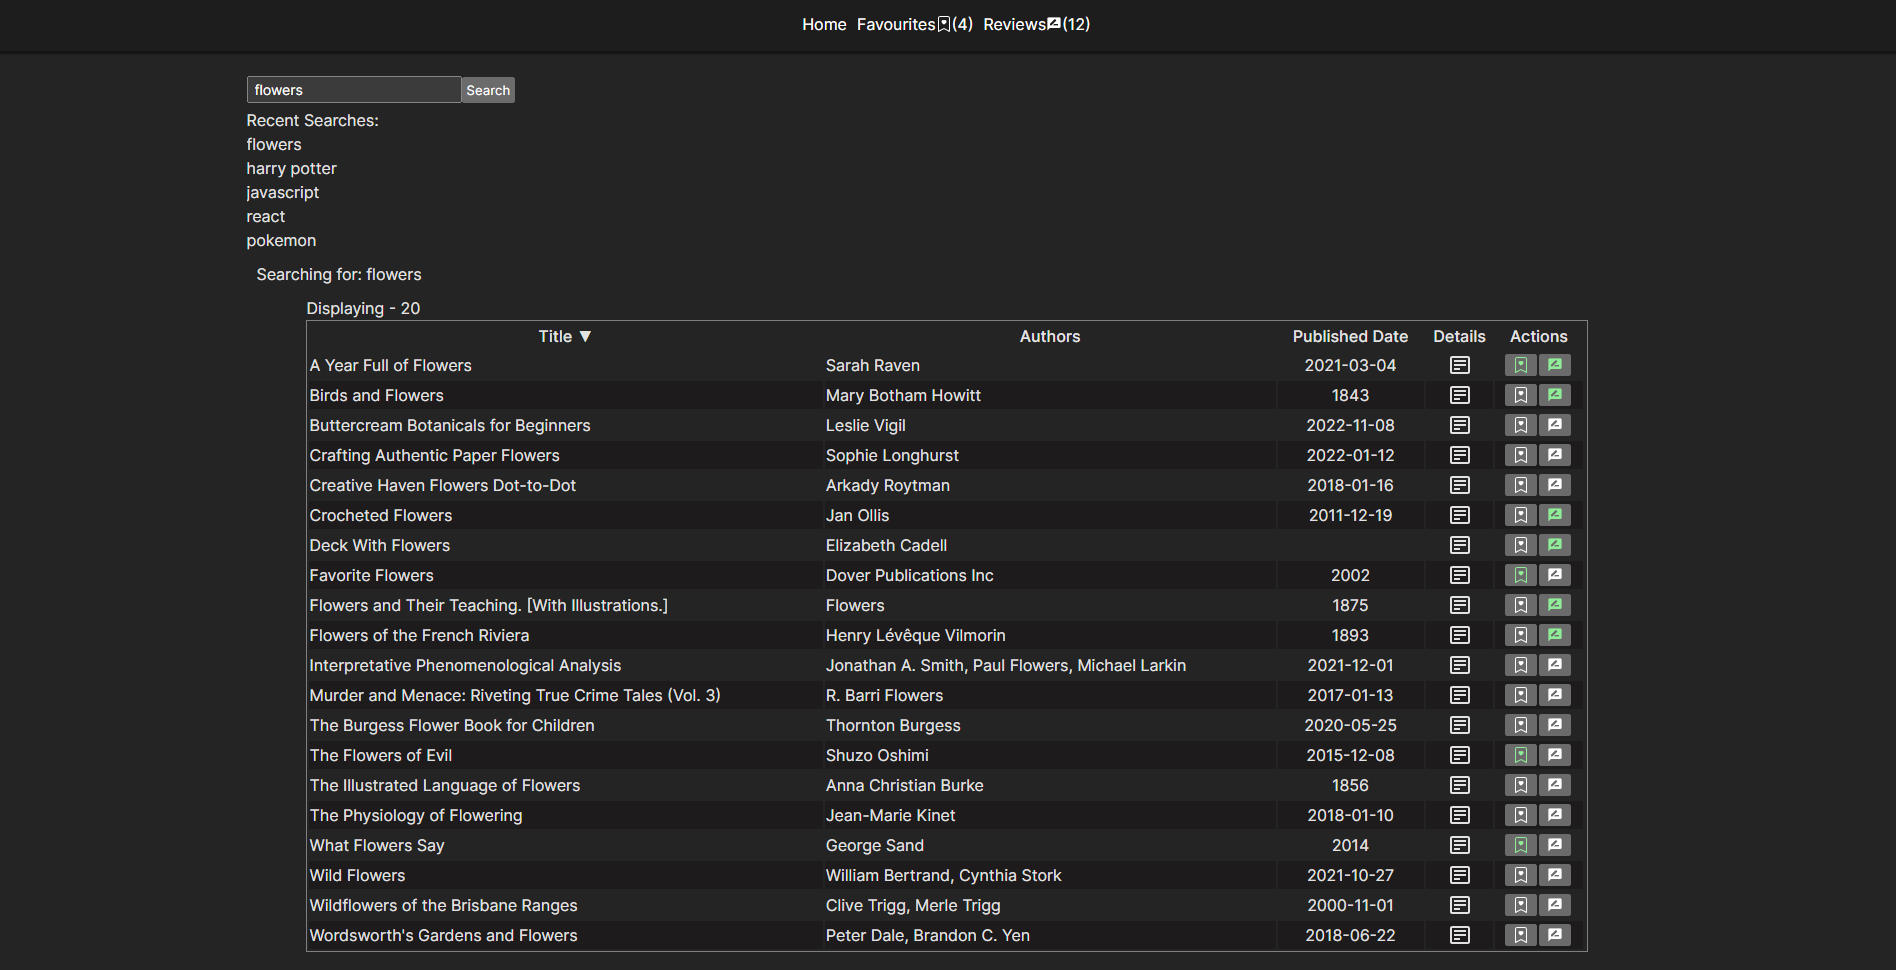 Home Favourites(4) Reviews(12)
flowers Search
Recent Searches:
flowers
harry potter
javascript
react
pokemon
Searching for: flowers
Displaying - 20
Title ▼ Authors Published Date Details Actions
A Year Full of Flowers Sarah Raven 2021-03-04
Birds and Flowers Mary Botham Howitt 1843
Buttercream Botanicals for Beginners Leslie Vigil 2022-11-08
Crafting Authentic Paper Flowers Sophie Longhurst 2022-01-12
Creative Haven Flowers Dot-to-Dot Arkady Roytman 2018-01-16
Crocheted Flowers Jan Ollis 2011-12-19
Deck With Flowers Elizabeth Cadell
Favorite Flowers Dover Publications Inc 2002
Flowers and Their Teaching. [With Illustrations.] Flowers 1875
Flowers of the French Riviera Henry Lévêque Vilmorin 1893
Interpretative Phenomenological Analysis Jonathan A. Smith, Paul Flowers, Michael Larkin 2021-12-01
Murder and Menace: Riveting True Crime Tales (Vol. 3) R. Barri Flowers 2017-01-13
The Burgess Flower Book for Children Thornton Burgess 2020-05-25
The Flowers of Evil Shuzo Oshimi 2015-12-08
The Illustrated Language of Flowers Anna Christian Burke 1856
The Physiology of Flowering Jean-Marie Kinet 2018-01-10
What Flowers Say George Sand 2014
Wild Flowers William Bertrand, Cynthia Stork 2021-10-27
Wildflowers of the Brisbane Ranges Clive Trigg, Merle Trigg 2000-11-01
Wordsworth's Gardens and Flowers Peter Dale, Brandon C. Yen 2018-06-22